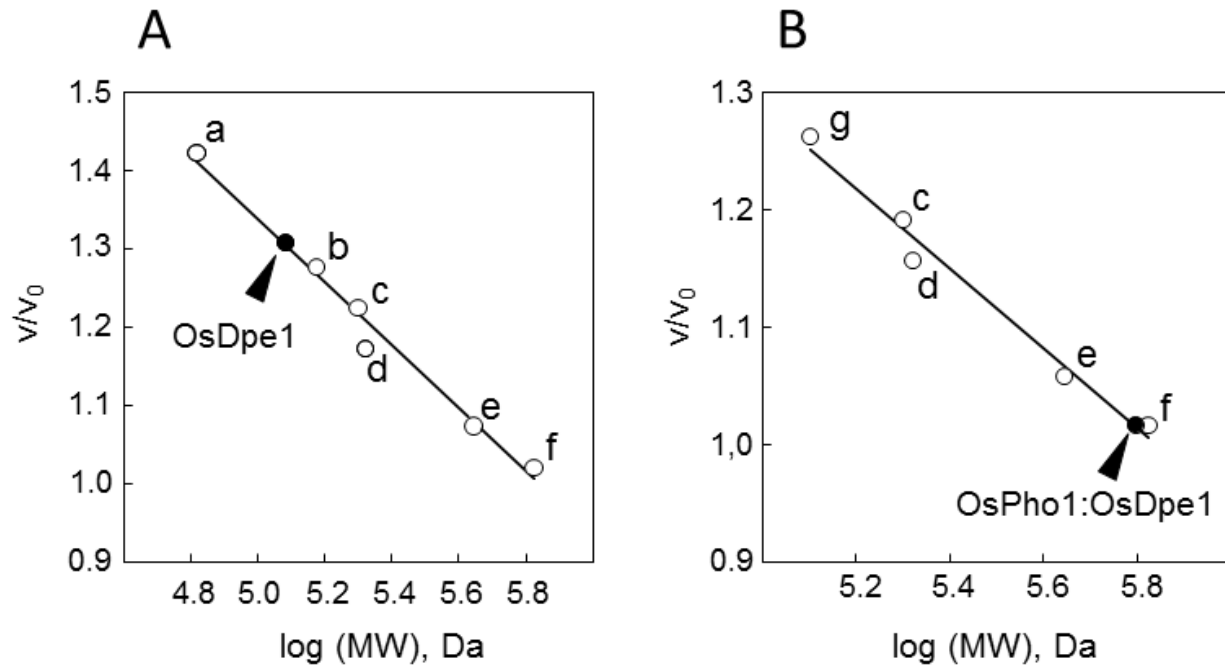 A
1.5
1.4
1.3
1.2
1.1
1.0
0.9
v/v₀
a
b
c
d
e
f
OsDpe1
4.8 5.0 5.2 5.4 5.6 5.8
log (MW), Da
B
1.3
1.2
1.1
1,0
0.9
v/v₀
g
c
d
e
f
OsPho1:OsDpe1
5.2 5.4 5.6 5.8
log (MW), Da